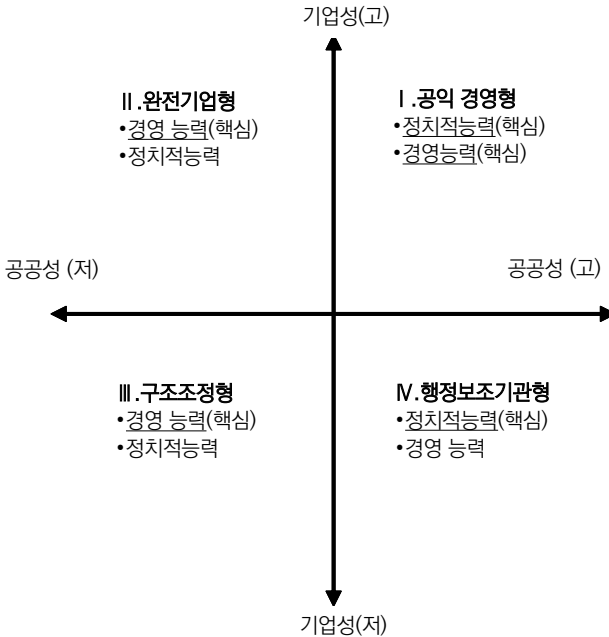 기업성(고)
Ⅱ.완전기업형
•경영 능력(핵심)
•정치적능력
Ⅰ.공익 경영형
•정치적능력(핵심)
•경영능력(핵심)
공공성 (저)
공공성 (고)
Ⅲ.구조조정형
•경영 능력(핵심)
•정치적능력
Ⅳ.행정보조기관형
•정치적능력(핵심)
•경영 능력
기업성(저)